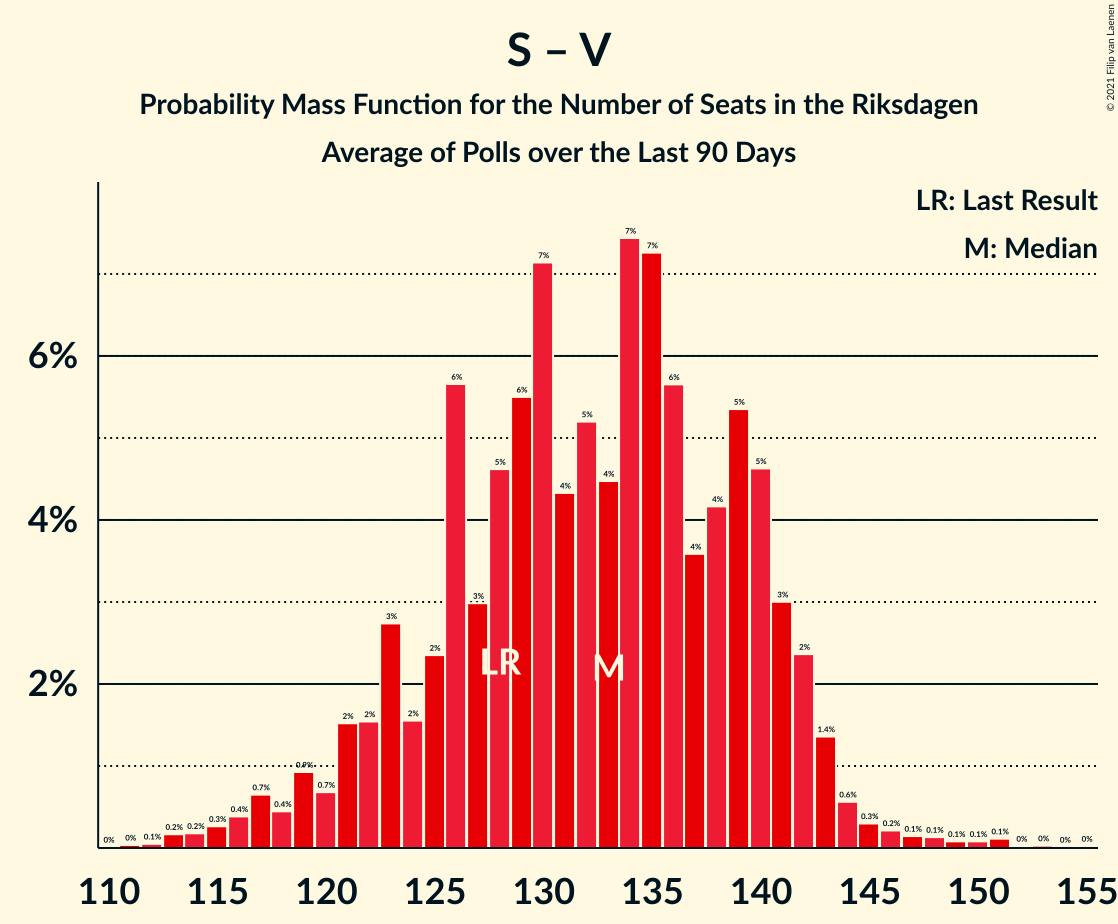 S – V
Probability Mass Function for the Number of Seats in the Riksdagen
Average of Polls over the Last 90 Days
© 2021 Filip van Laenen
LR: Last Result
M: Median
6%
4%
2%
0% 0% 0.1% 0.2% 0.2% 0.3% 0.4% 0.7% 0.4% 0.9% 0.7% 2% 2% 3% 2% 2% 6% 3% 5% 6% 7% 4% 5% 4% 7% 7% 6% 4% 4% 5% 5% 3% 2% 1.4% 0.6% 0.3% 0.2% 0.1% 0.1% 0.1% 0.1% 0.1% 0% 0% 0% 0%
LR M
110 115 120 125 130 135 140 145 150 155